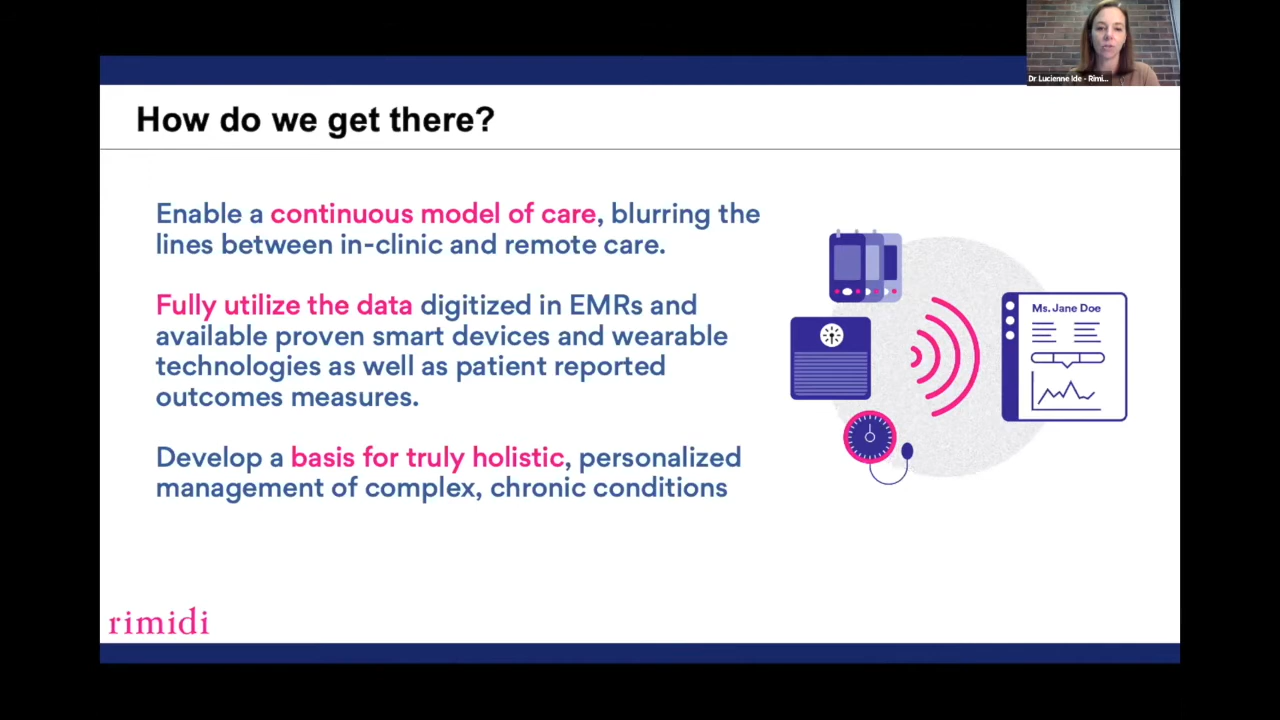 Dr Lucienne Ide - Rimi...
How do we get there?
Enable a continuous model of care, blurring the
lines between in-clinic and remote care.
Fully utilize the data digitized in EMRs and
available proven smart devices and wearable
technologies as well as patient reported
outcomes measures.
Develop a basis for truly holistic, personalized
management of complex, chronic conditions
Ms. Jane Doe
rimidi